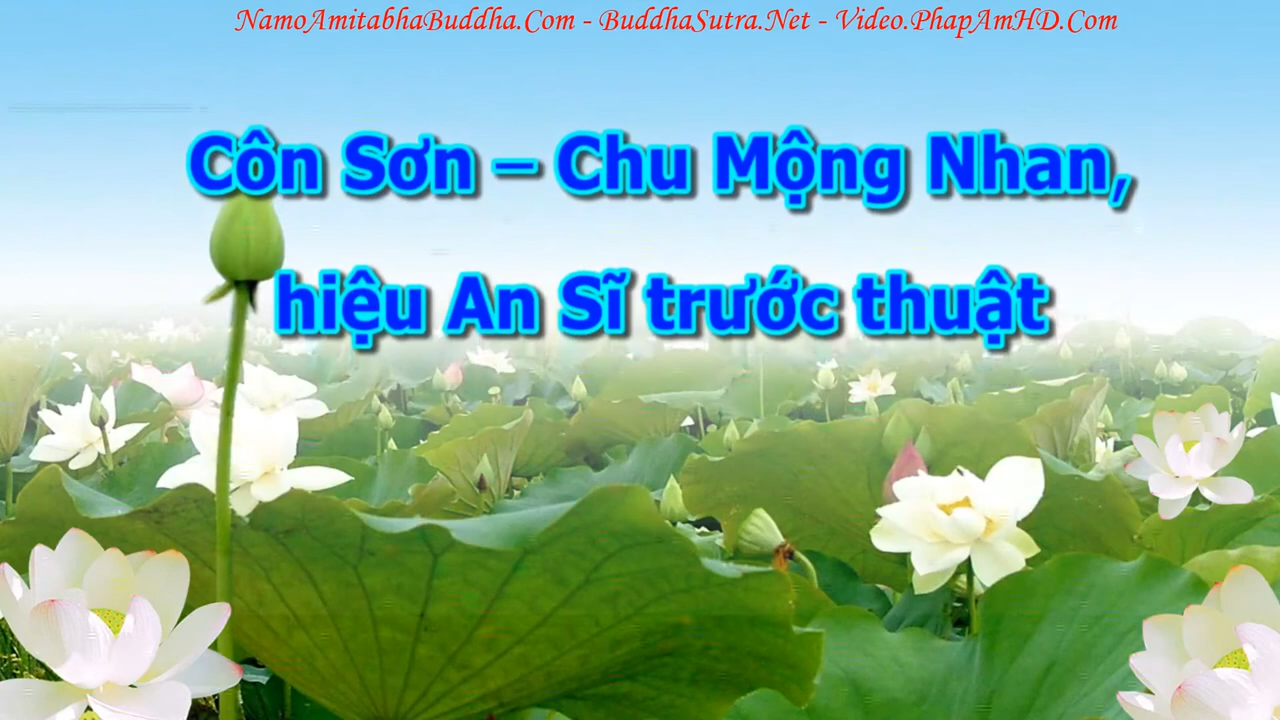 NamoAmitabhaBuddha.Com - BuddhaSutra.Net - Video.PhapAmHD.Com
Côn Sơn – Chu Mộng Nhan,
hiệu An Sĩ trước thuật